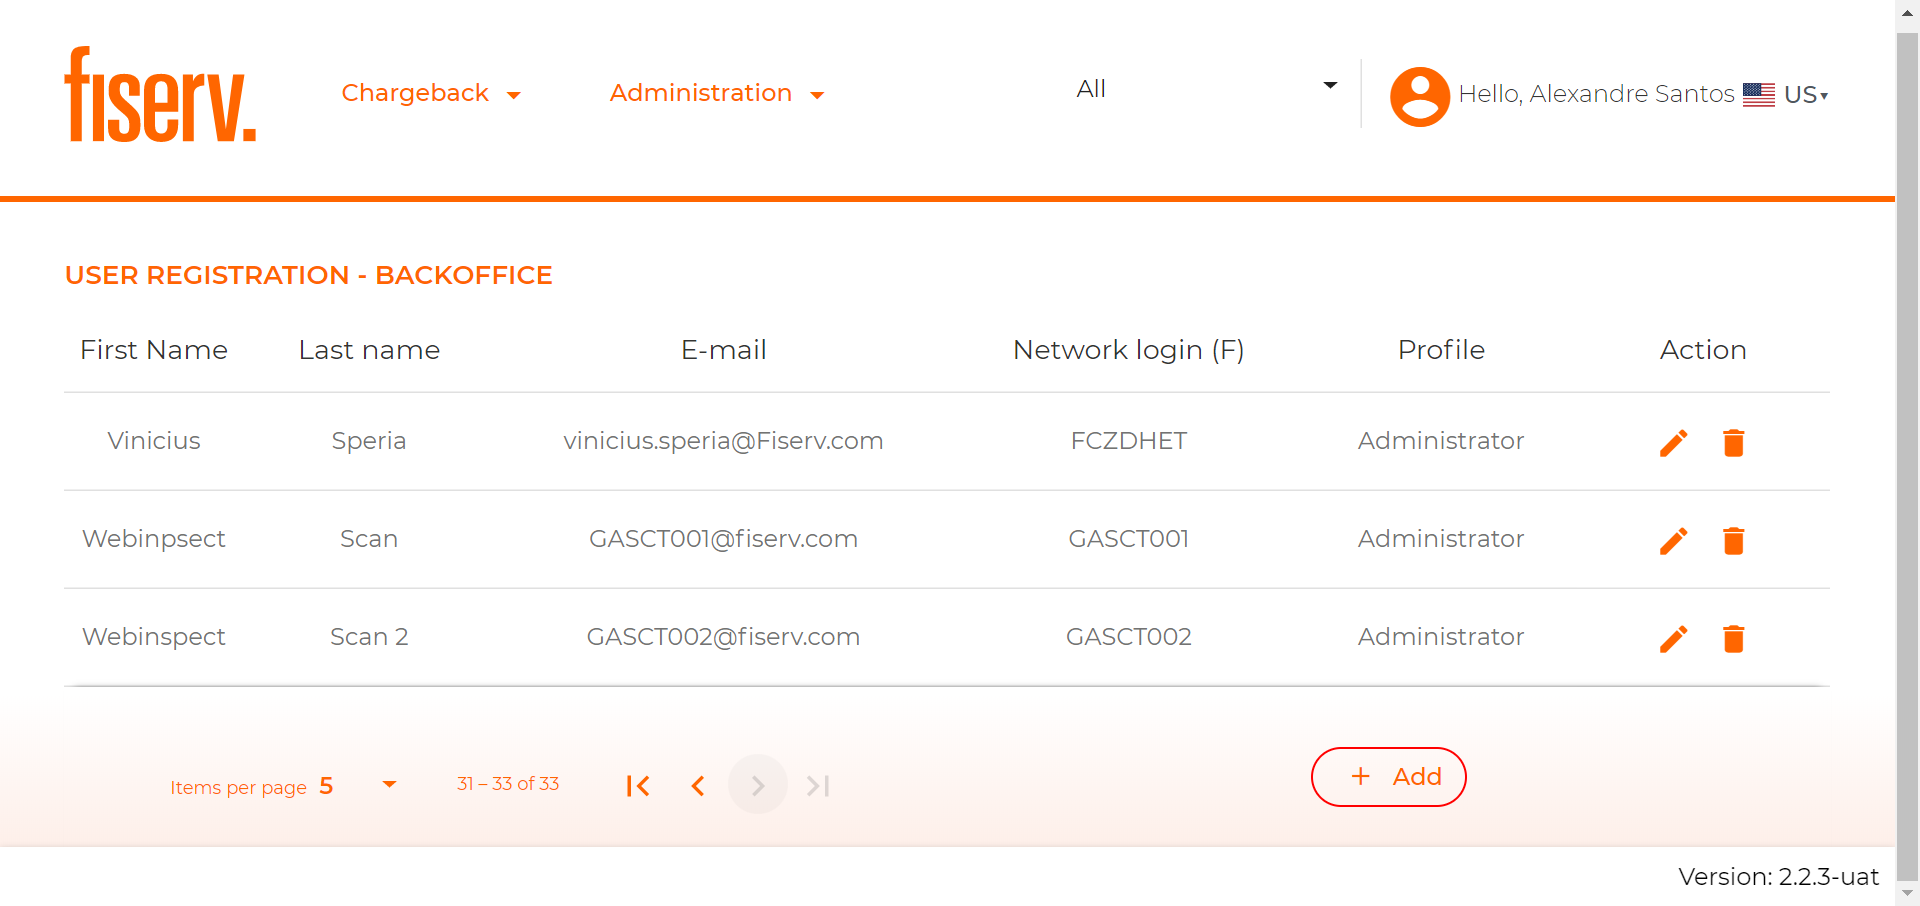 fiserv.
Chargeback
Administration
All
Hello, Alexandre Santos
US
USER REGISTRATION - BACKOFFICE
First Name Last name E-mail Network login (F) Profile Action
Vinicius Speria vinicius.speria@Fiserv.com FCZDHET Administrator
Webinpsect Scan GASCT001@fiserv.com GASCT001 Administrator
Webinspect Scan 2 GASCT002@fiserv.com GASCT002 Administrator
Items per page 5 31 – 33 of 33
+ Add
Version: 2.2.3-uat